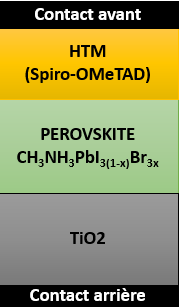 Contact avant
HTM
(Spiro-OMeTAD)
PEROVSKITE
CH₃NH₃PbI₃₍₁₋ₓ₎Br₃ₓ
TiO2
Contact arrière